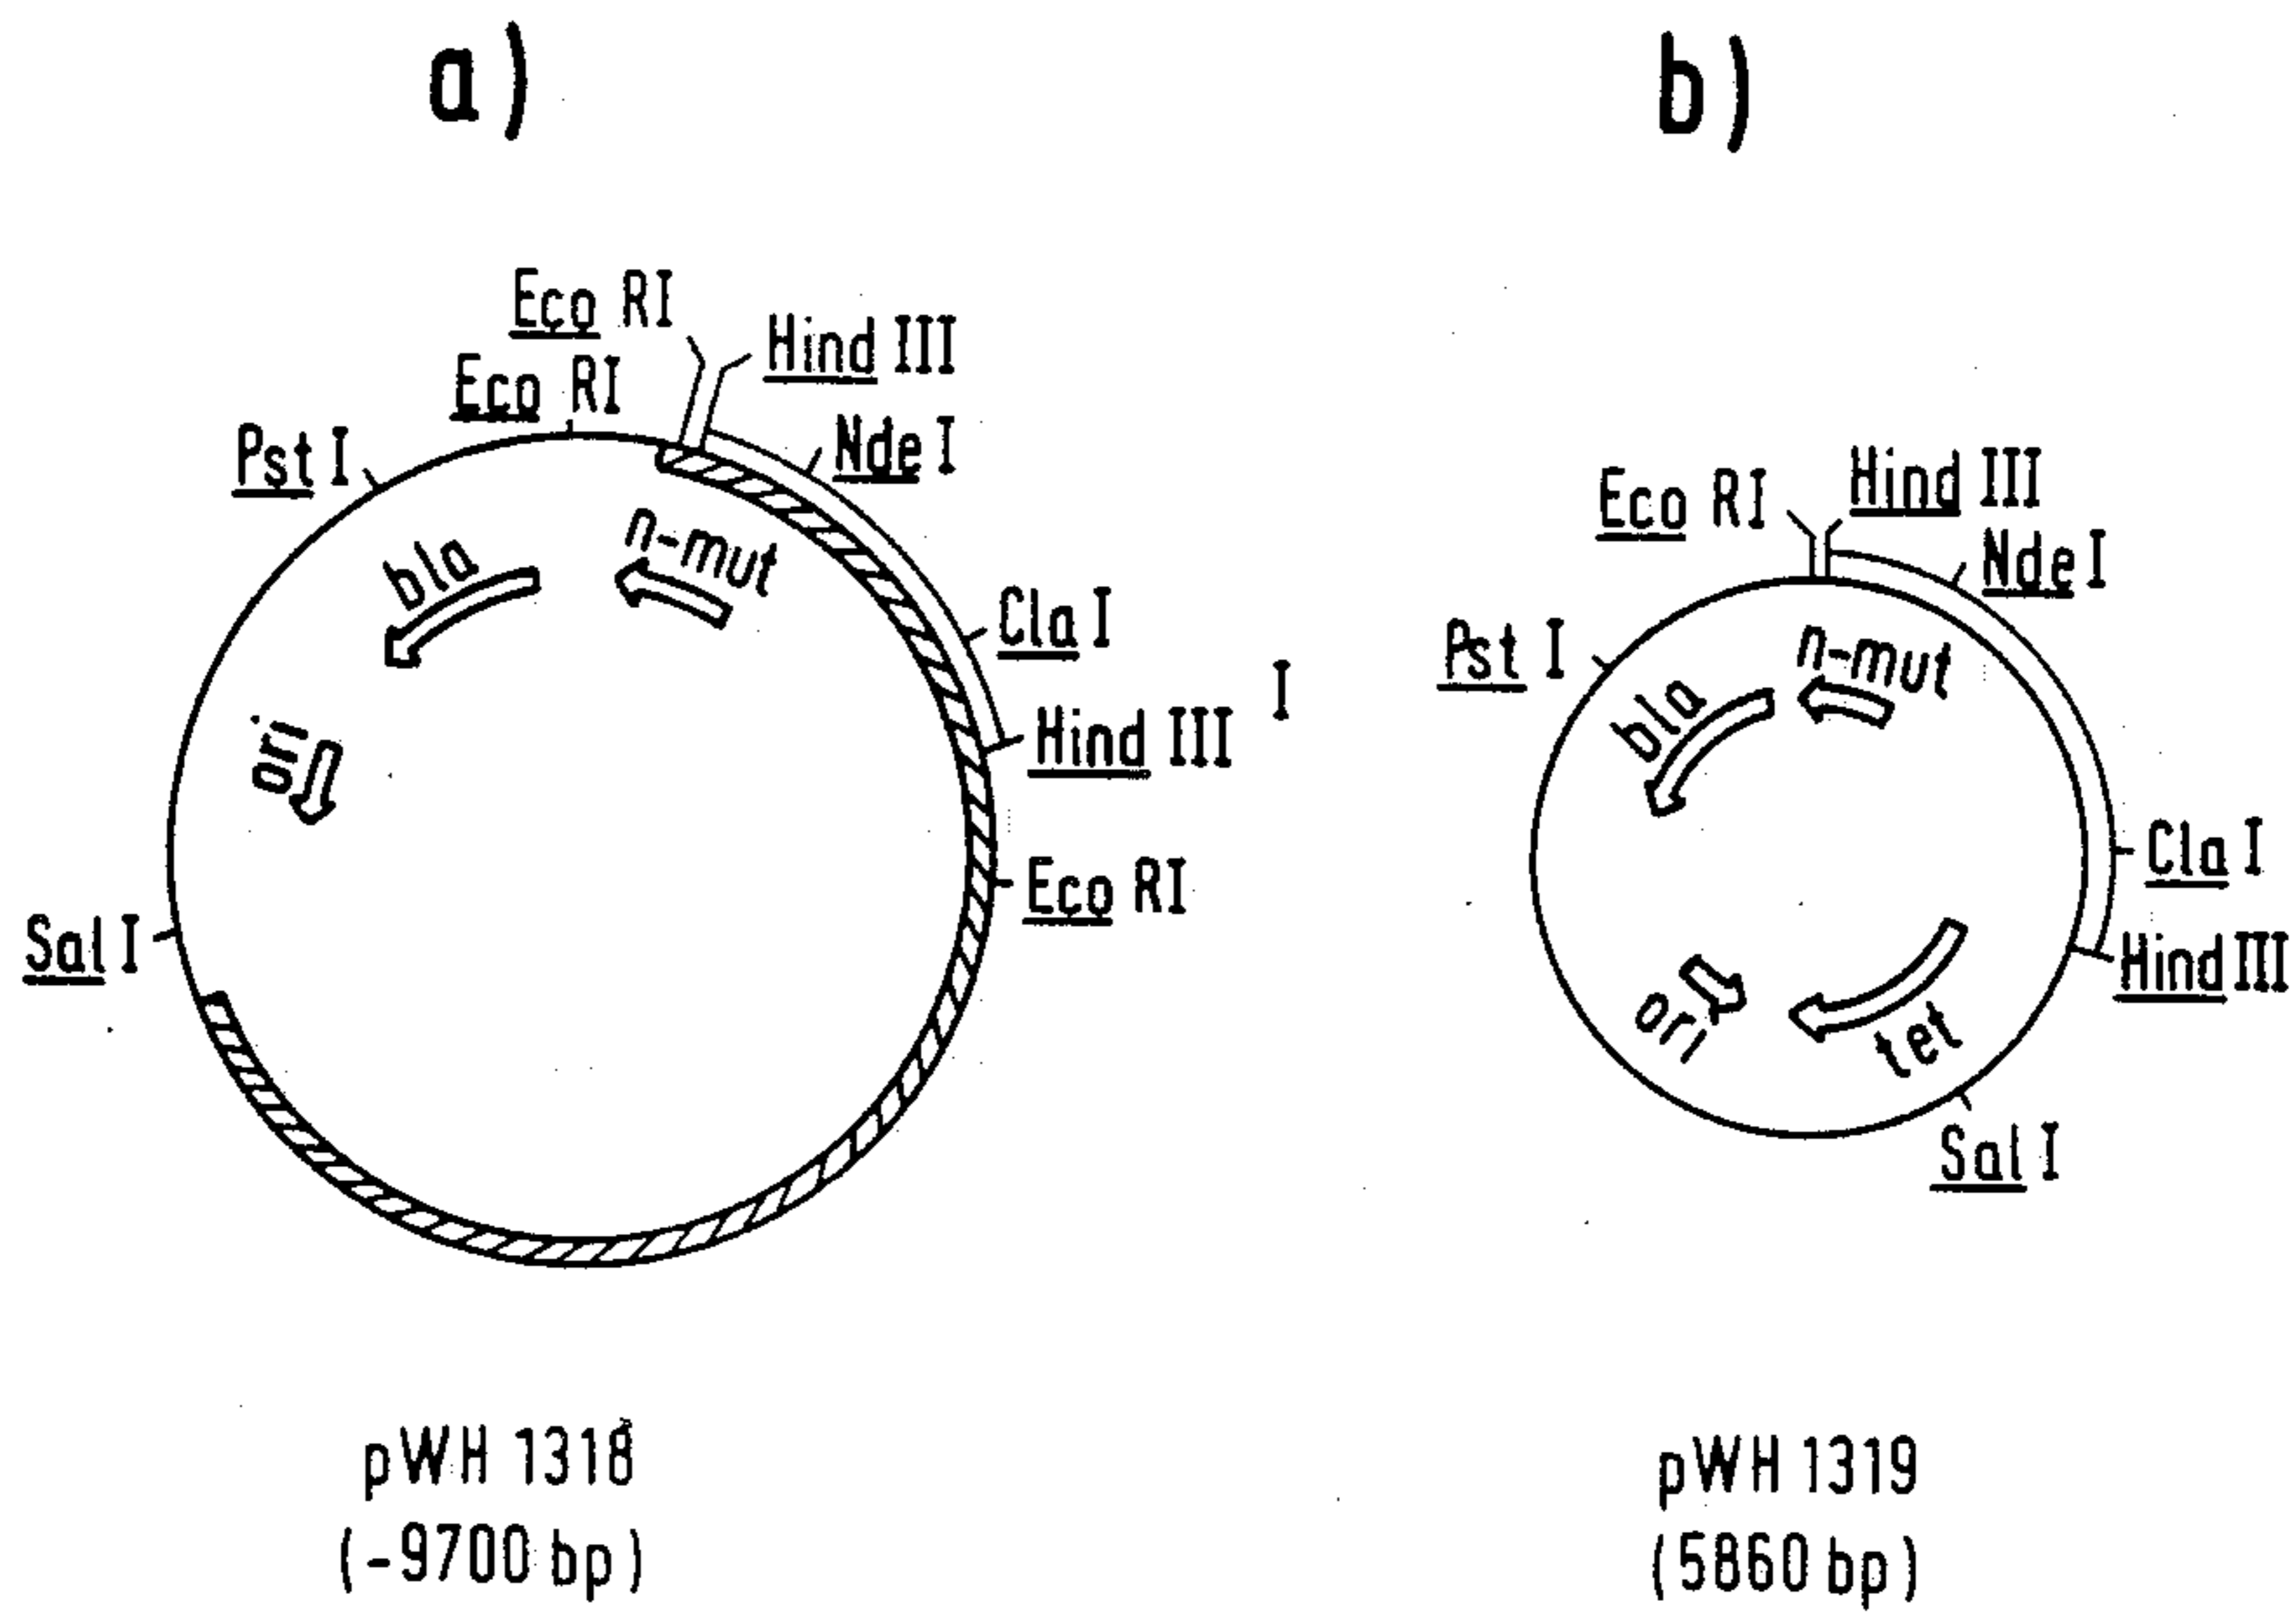 a)
Eco RI
Hind III
Eco RI
Pst I
Nde I
bla
n-mut
Cla I
ori
Hind III
I
Eco RI
Sal I
pWH 1318
(-9700 bp)
b)
Hind III
Eco RI
Nde I
Pst I
n-mut
bla
Cla I
Hind III
ori
tet
Sal I
pWH 1319
(5860 bp)